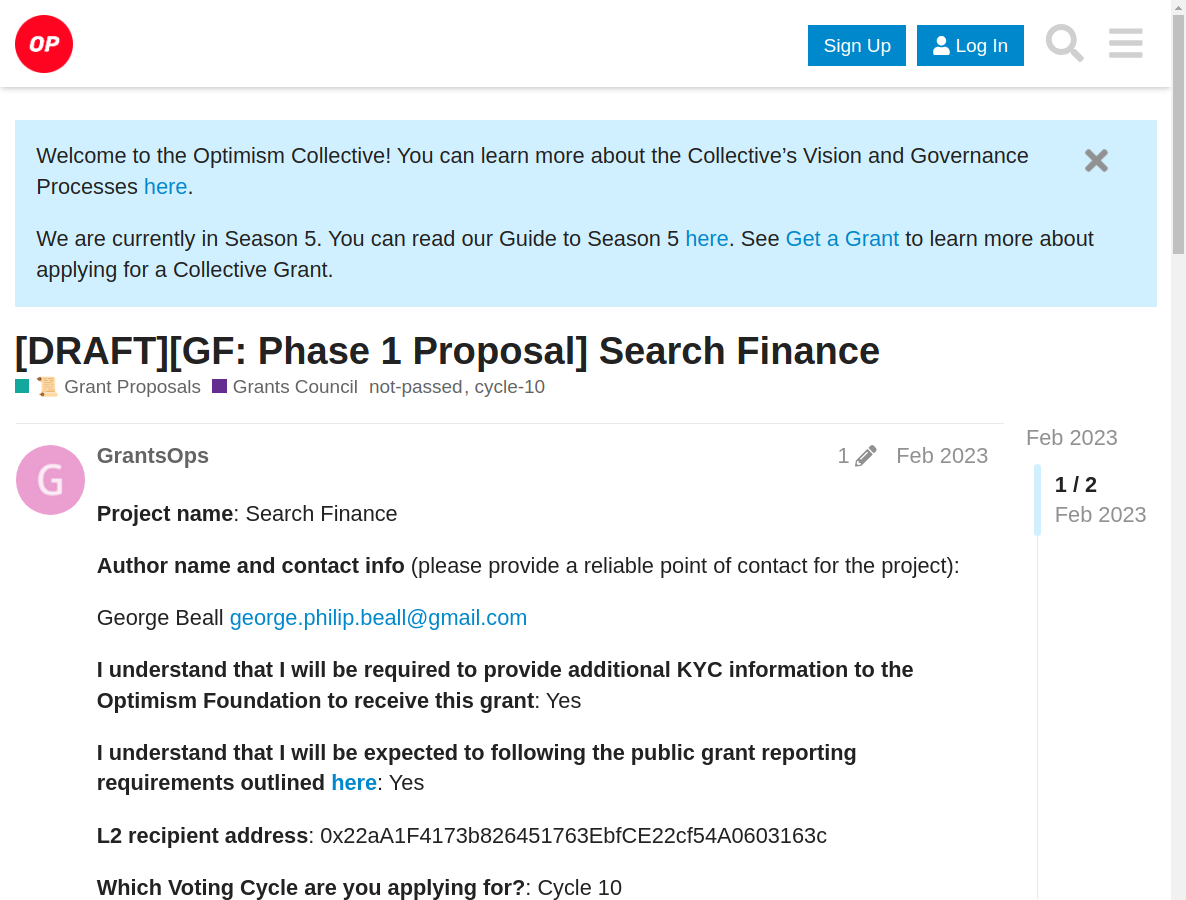 OP
Sign Up
Log In
Welcome to the Optimism Collective! You can learn more about the Collective’s Vision and Governance
Processes here.
We are currently in Season 5. You can read our Guide to Season 5 here. See Get a Grant to learn more about
applying for a Collective Grant.
[DRAFT][GF: Phase 1 Proposal] Search Finance
📜 Grant Proposals Grants Council not-passed, cycle-10
G
GrantsOps
1
Feb 2023
Project name: Search Finance
Author name and contact info (please provide a reliable point of contact for the project):
George Beall george.philip.beall@gmail.com
I understand that I will be required to provide additional KYC information to the
Optimism Foundation to receive this grant: Yes
I understand that I will be expected to following the public grant reporting
requirements outlined here: Yes
L2 recipient address: 0x22aA1F4173b826451763EbfCE22cf54A0603163c
Which Voting Cycle are you applying for?: Cycle 10
Feb 2023
1 / 2
Feb 2023